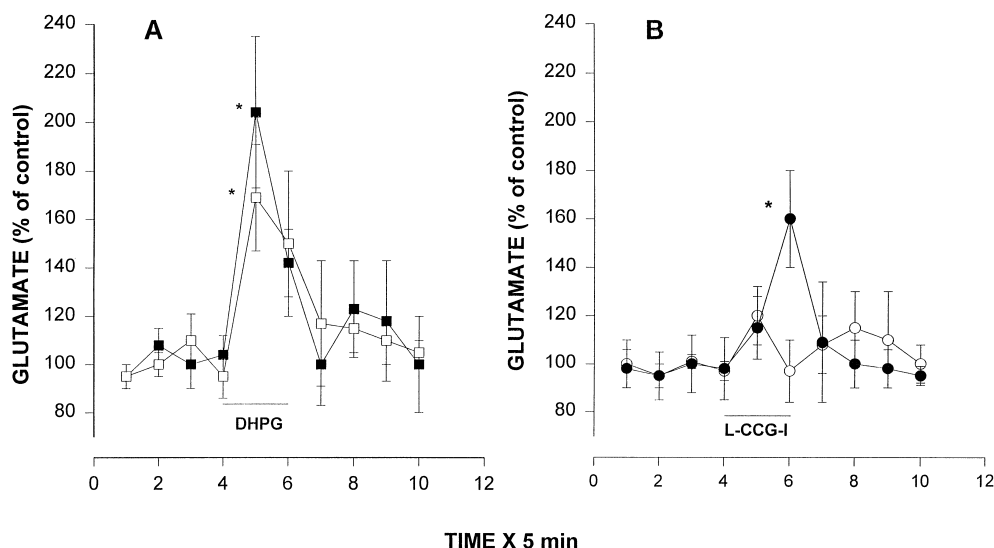 A
GLUTAMATE (% of control)
240
220
200
180
160
140
120
100
80
*
*
DHPG
0 2 4 6 8 10 12
B
GLUTAMATE (% of control)
240
220
200
180
160
140
120
100
80
*
L-CCG-I
0 2 4 6 8 10 12
TIME X 5 min